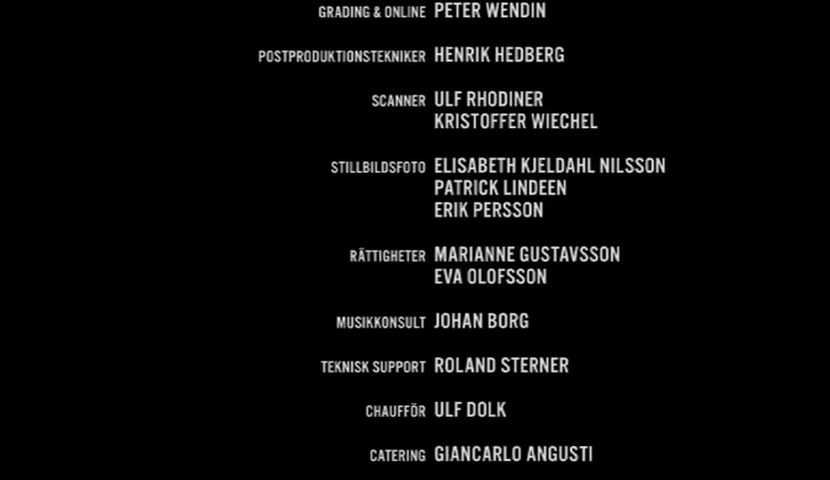 GRADING & ONLINE PETER WENDIN
POSTPRODUKTIONSTEKNIKER HENRIK HEDBERG
SCANNER ULF RHODINER
KRISTOFFER WIECHEL
STILLBILDSFOTO ELISABETH KJELDAHL NILSSON
PATRICK LINDEEN
ERIK PERSSON
RÄTTIGHETER MARIANNE GUSTAVSSON
EVA OLOFSSON
MUSIKKONSULT JOHAN BORG
TEKNISK SUPPORT ROLAND STERNER
CHAUFFÖR ULF DOLK
CATERING GIANCARLO ANGUSTI